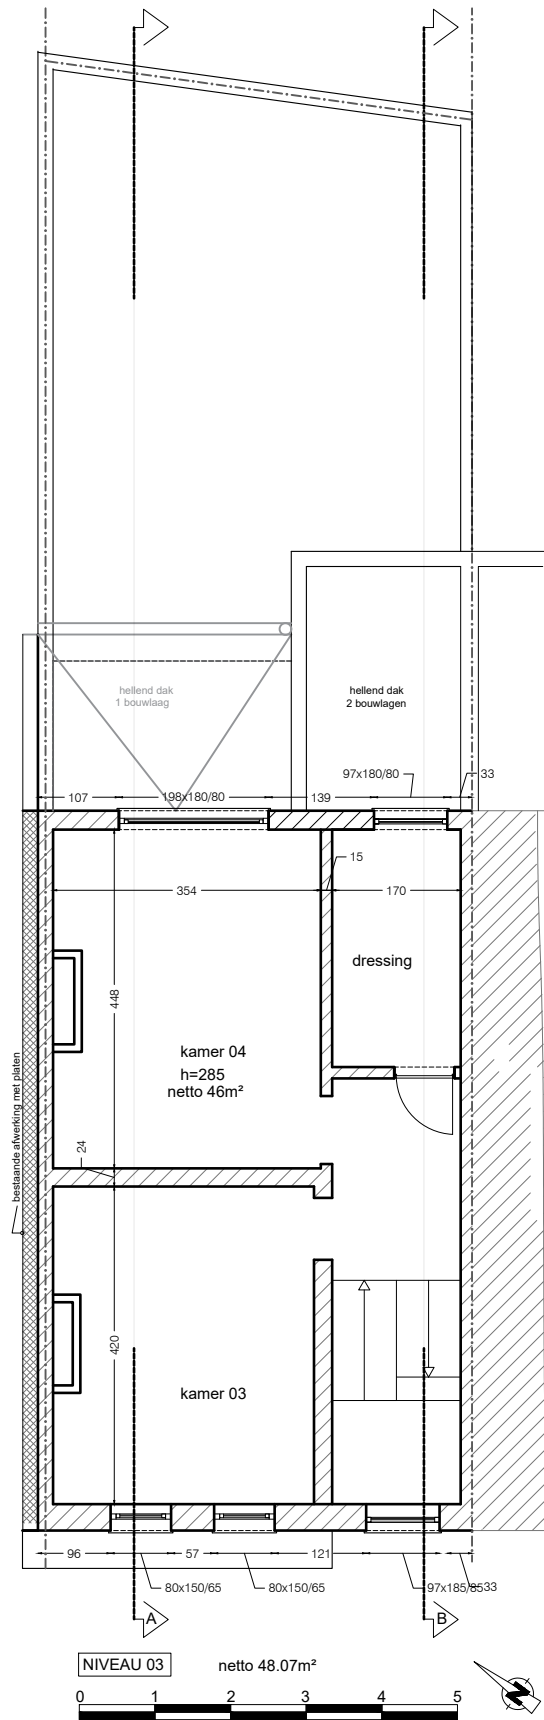 hellend dak
1 bouwlaag
hellend dak
2 bouwlagen
97x180/80
33
107
198x180/80
139
15
354
170
dressing
448
kamer 04
h=285
netto 46m²
24
bestaande afwerking met platen
420
kamer 03
96
57
121
80x150/65
80x150/65
97x185/85
33
A
B
NIVEAU 03
netto 48.07m²
N
0 1 2 3 4 5